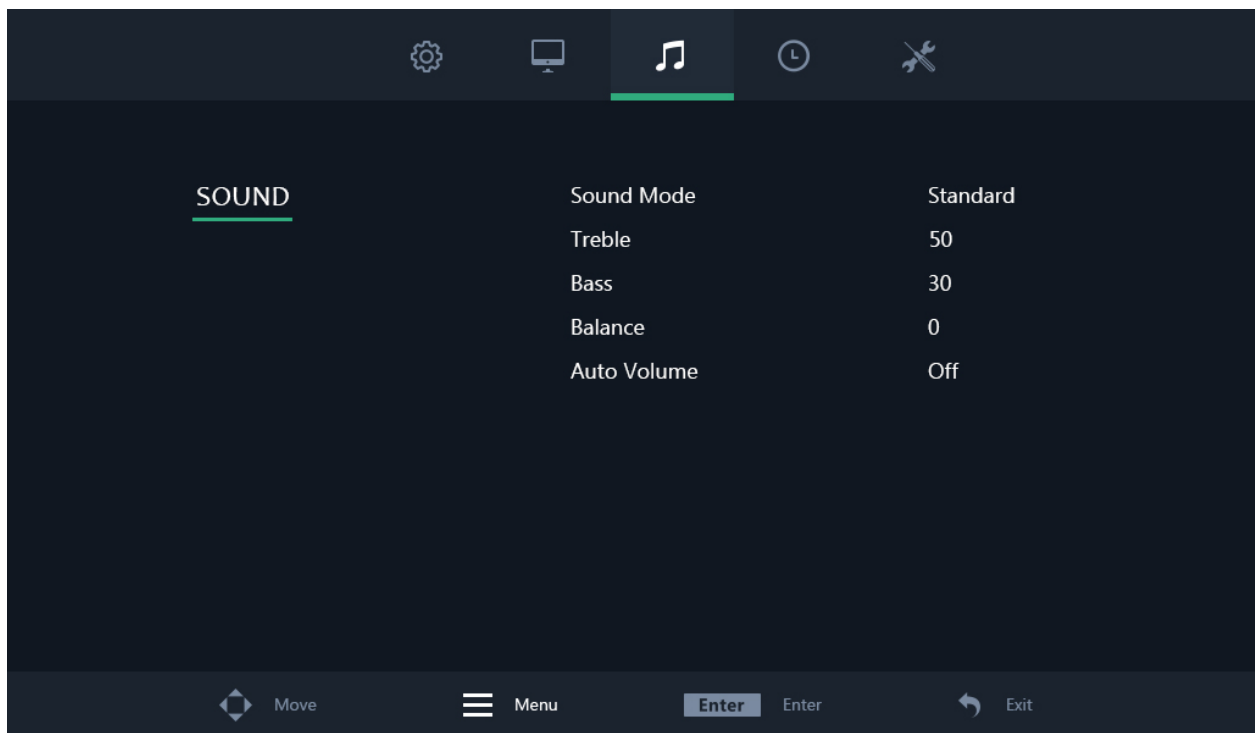 SOUND
Sound Mode Standard
Treble 50
Bass 30
Balance 0
Auto Volume Off
Move Menu Enter Enter Exit